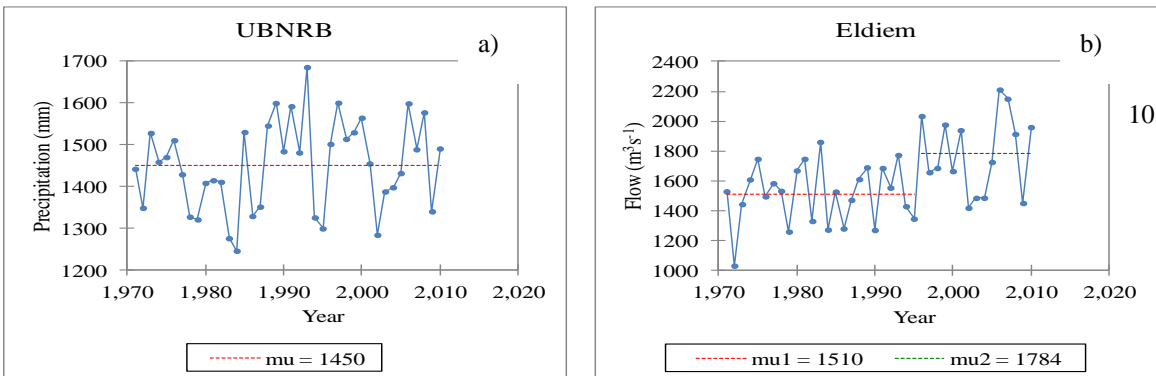 UBNRB
a)
Precipitation (mm)
1700
1600
1500
1400
1300
1200
1,970 1,980 1,990 2,000 2,010 2,020
Year
mu = 1450
Eldiem
b)
Flow (m³s⁻¹)
2400
2200
2000
1800
1600
1400
1200
1000
1,970 1,980 1,990 2,000 2,010 2,020
Year
mu1 = 1510 mu2 = 1784
10